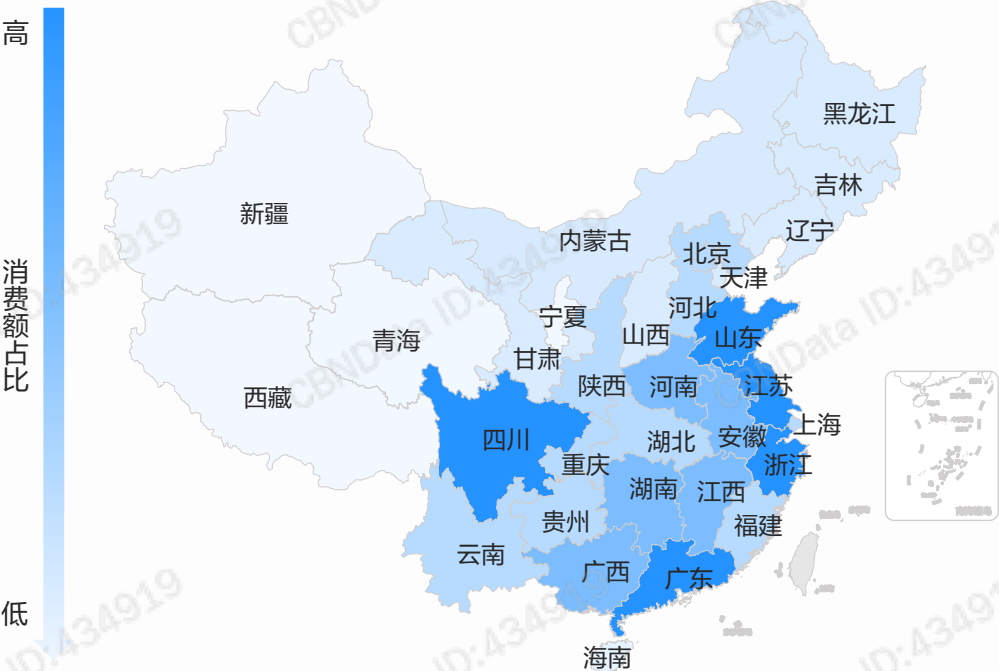 高
消费额占比
低
CBNData ID:434919
黑龙江
吉林
新疆
辽宁
内蒙古
北京
天津
河北
宁夏
山西
山东
青海
甘肃
陕西
河南
江苏
西藏
上海
四川
湖北
安徽
重庆
浙江
湖南
江西
贵州
福建
云南
广西
广东
海南